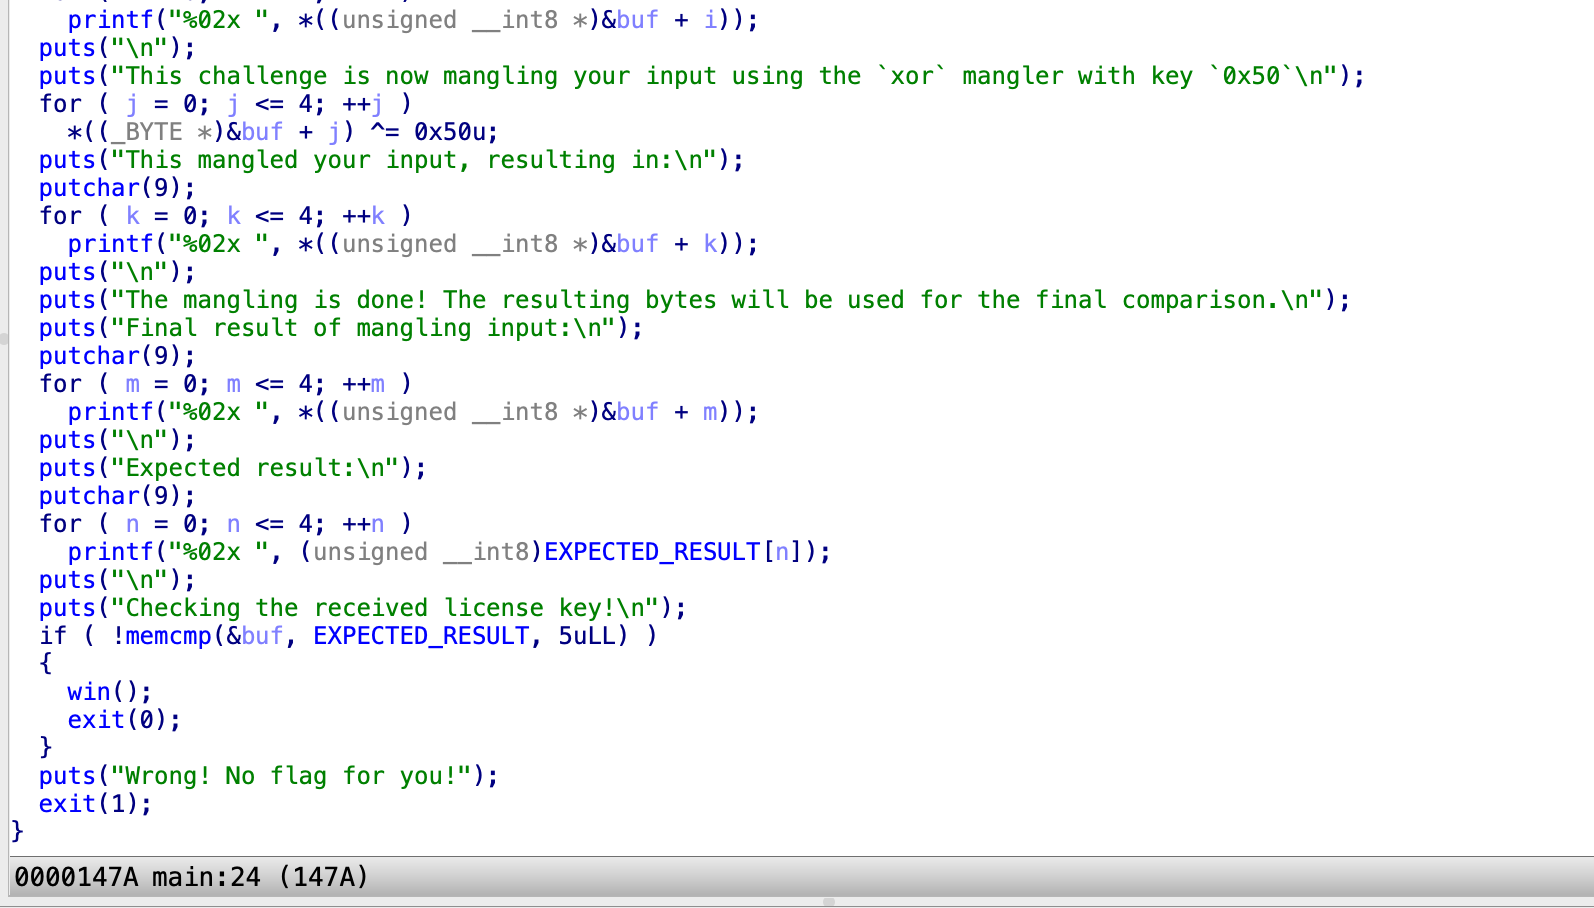 printf("%02x ", *((unsigned __int8 *)&buf + i));
puts("\n");
puts("This challenge is now mangling your input using the `xor` mangler with key `0x50`\n");
for ( j = 0; j <= 4; ++j )
*((_BYTE *)&buf + j) ^= 0x50u;
puts("This mangled your input, resulting in:\n");
putchar(9);
for ( k = 0; k <= 4; ++k )
printf("%02x ", *((unsigned __int8 *)&buf + k));
puts("\n");
puts("The mangling is done! The resulting bytes will be used for the final comparison.\n");
puts("Final result of mangling input:\n");
putchar(9);
for ( m = 0; m <= 4; ++m )
printf("%02x ", *((unsigned __int8 *)&buf + m));
puts("\n");
puts("Expected result:\n");
putchar(9);
for ( n = 0; n <= 4; ++n )
printf("%02x ", (unsigned __int8)EXPECTED_RESULT[n]);
puts("\n");
puts("Checking the received license key!\n");
if ( !memcmp(&buf, EXPECTED_RESULT, 5uLL) )
{
win();
exit(0);
}
puts("Wrong! No flag for you!");
exit(1);
}
0000147A main:24 (147A)